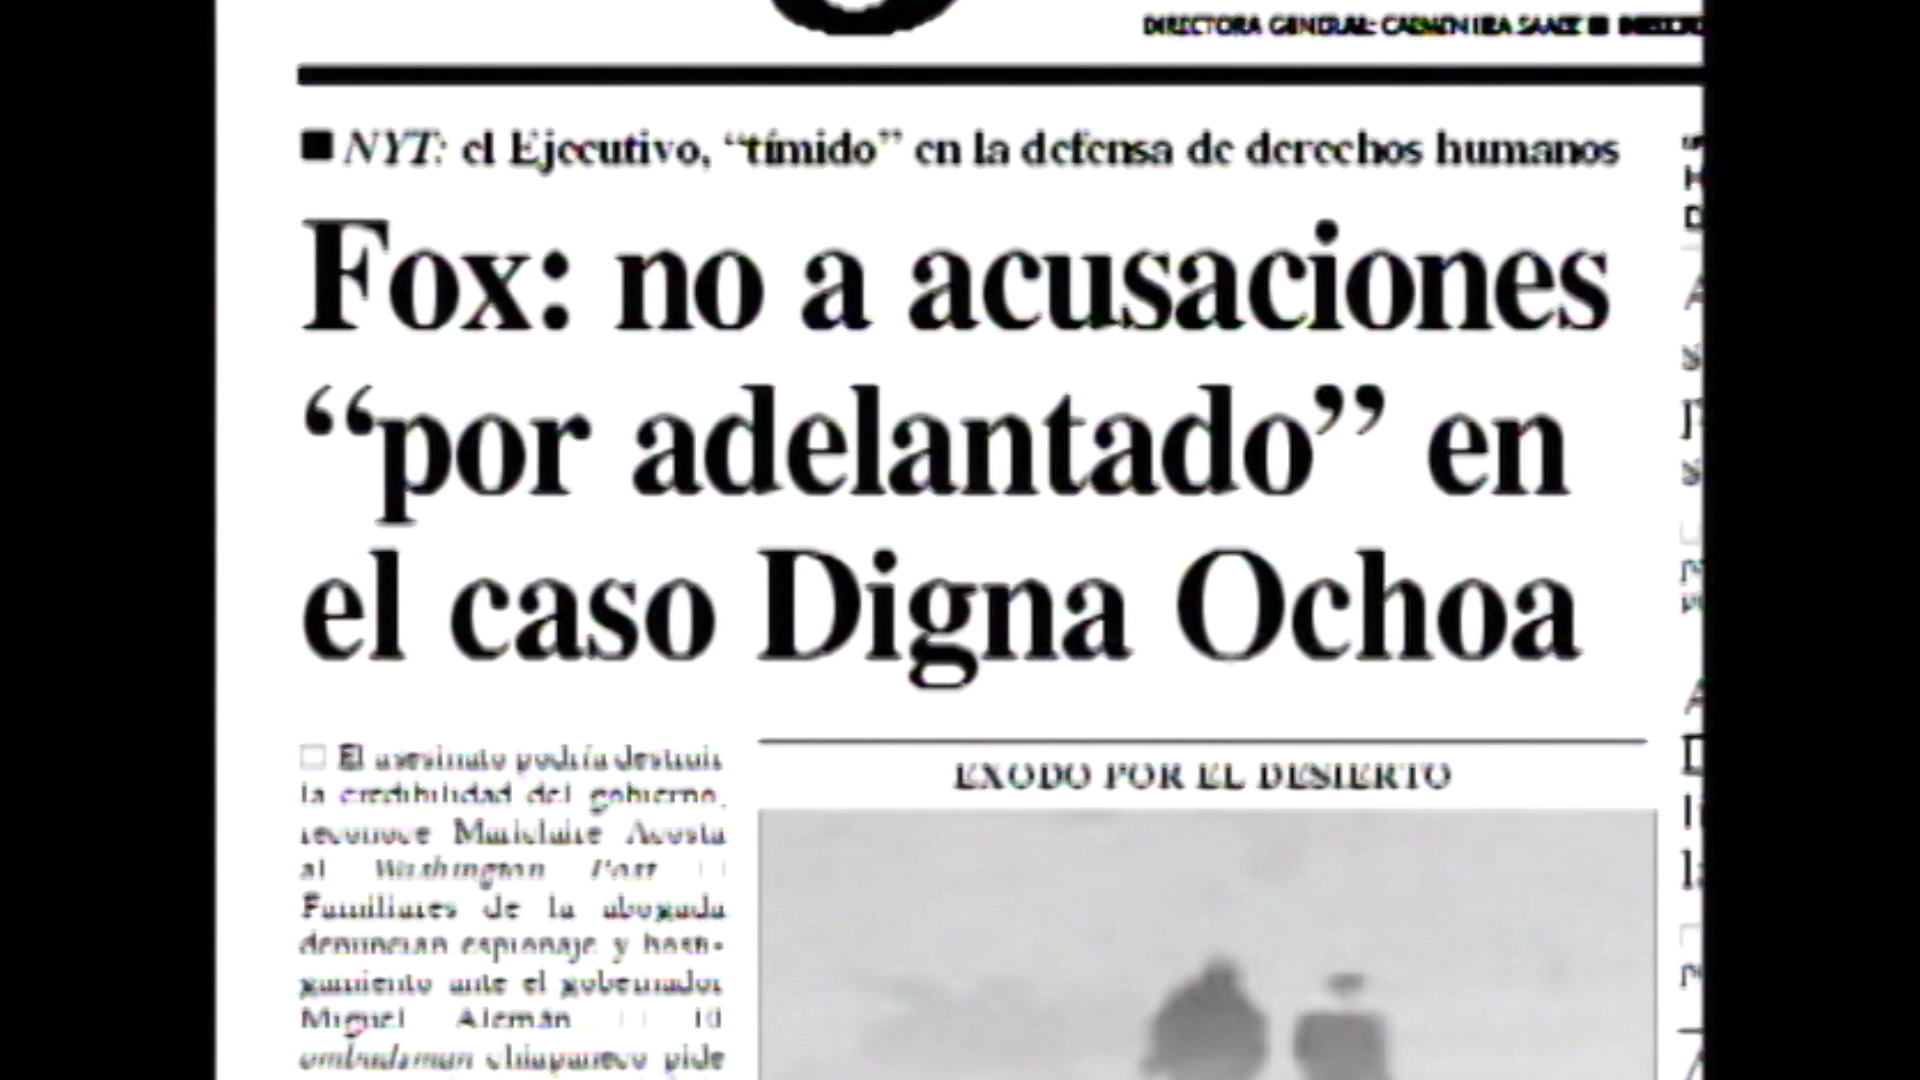 DIRECTORA GENERAL: CARMEN LIRA SAADE
■ NYT: el Ejecutivo, “tímido” en la defensa de derechos humanos
Fox: no a acusaciones
“por adelantado” en
el caso Digna Ochoa
□ El asesinato podría destruir
la credibilidad del gobierno,
reconoce Mariclaire Acosta
al Washington Post □
Familiares de la abogada
denuncian espionaje y hosti-
gamiento ante el gobernador
Miguel Alemán □ El
ombudsman chiapaneco pide
EXODO POR EL DESIERTO